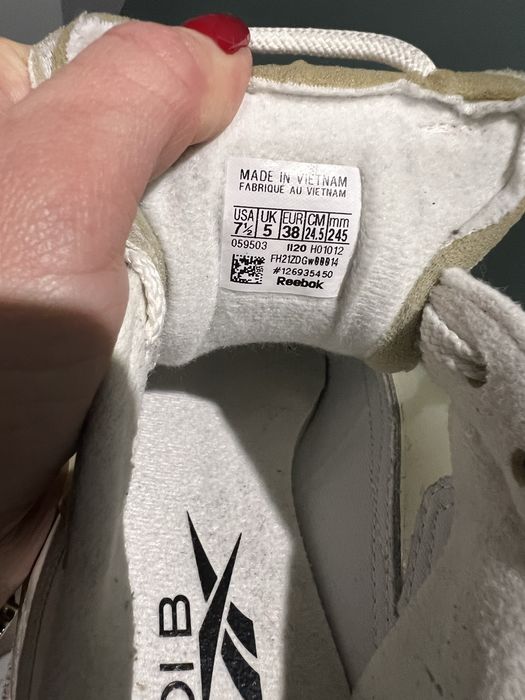 MADE IN VIETNAM
FABRIQUE AU VIETNAM
USA UK EUR CM mm
7½ 5 38 24.5 245
059503 1120 H01012
FH21ZDGW00014
#126935450
Reebok
DI B